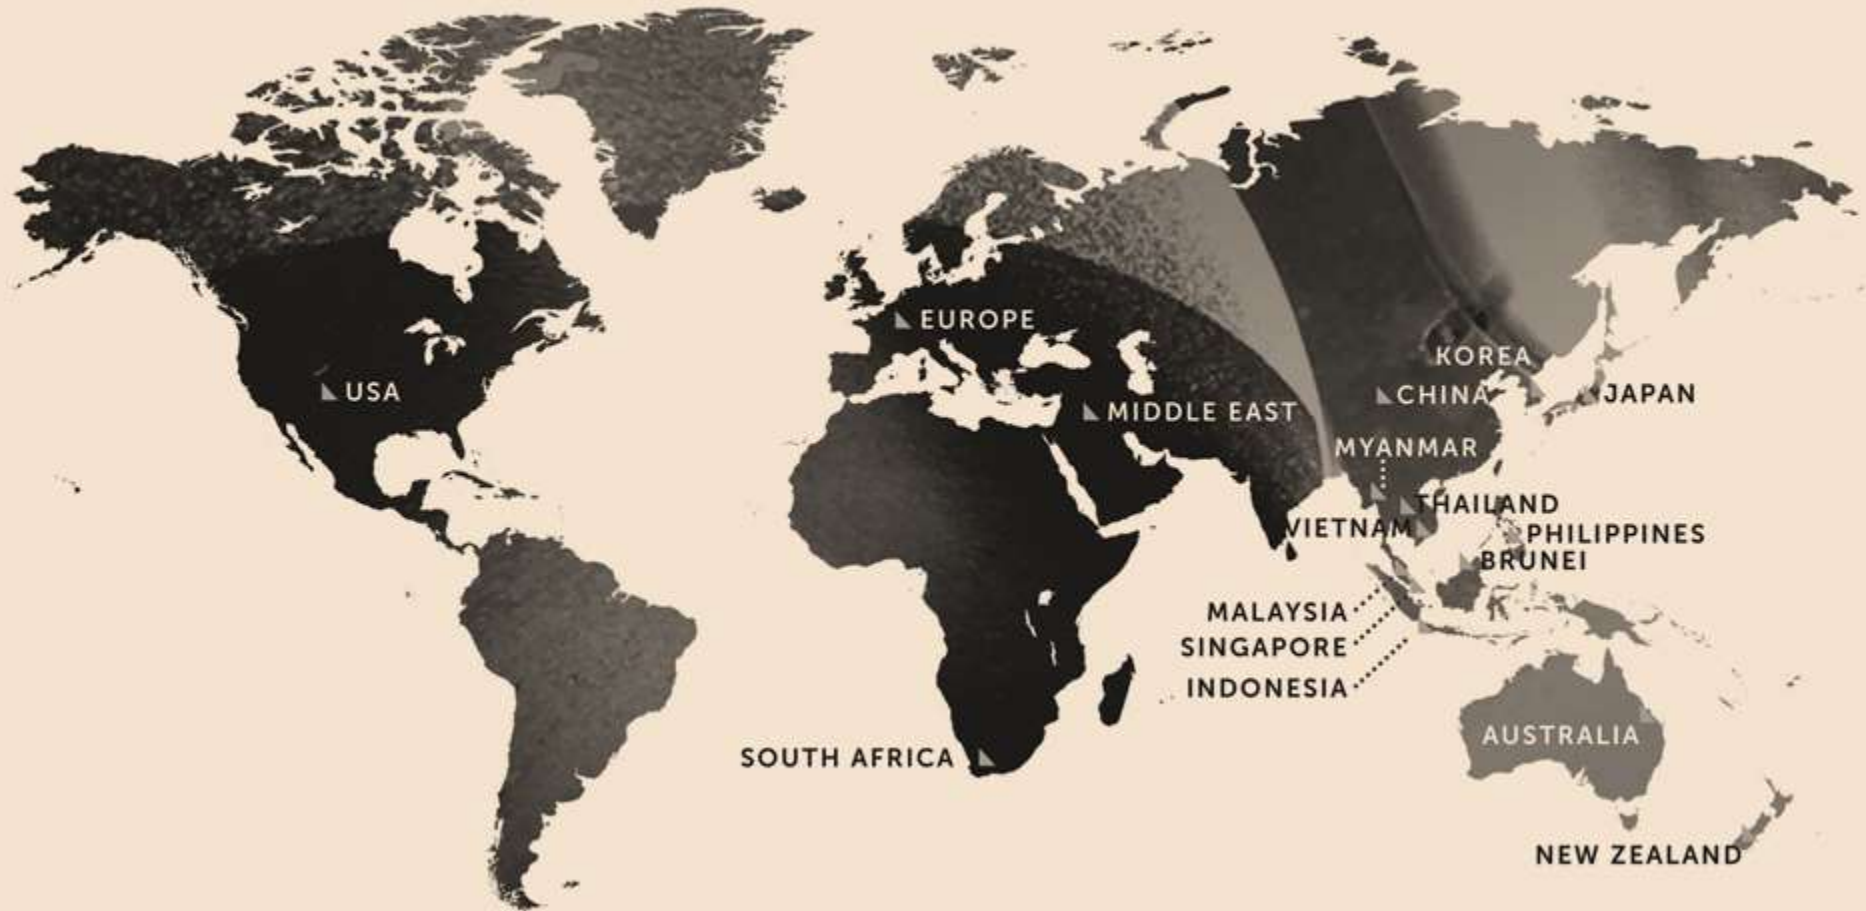 EUROPE
KOREA
USA
CHINA
JAPAN
MIDDLE EAST
MYANMAR
THAILAND
VIETNAM
PHILIPPINES
BRUNEI
MALAYSIA
SINGAPORE
INDONESIA
AUSTRALIA
SOUTH AFRICA
NEW ZEALAND